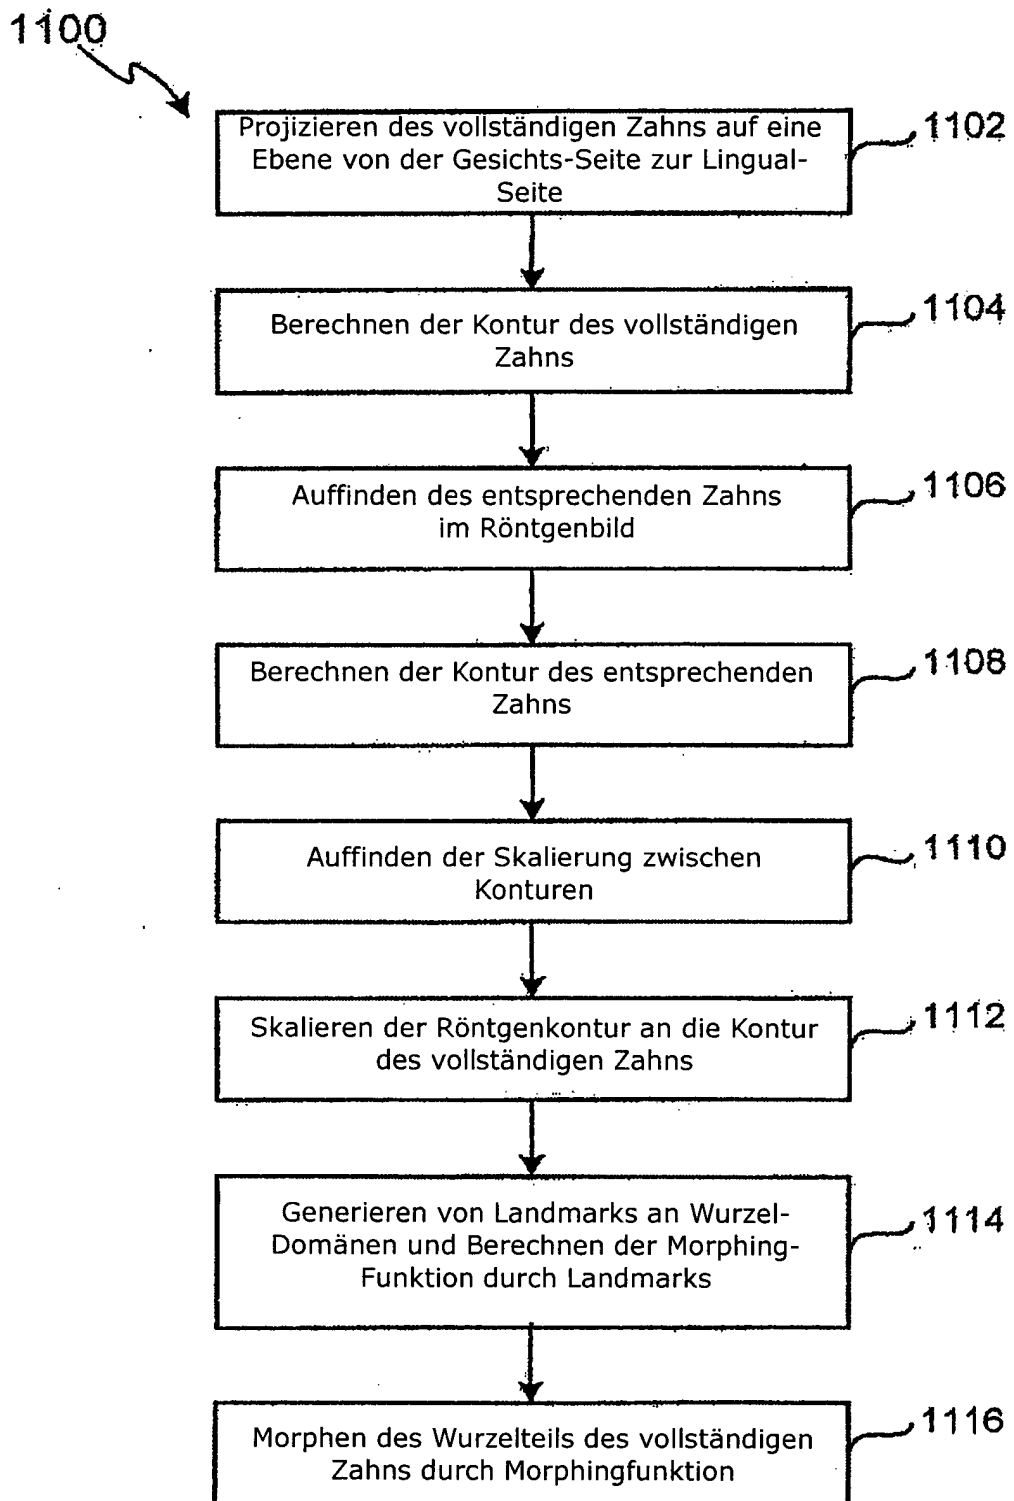 1100
Projizieren des vollständigen Zahns auf eine
Ebene von der Gesichts-Seite zur Lingual-
Seite
1102
Berechnen der Kontur des vollständigen
Zahns
1104
Auffinden des entsprechenden Zahns
im Röntgenbild
1106
Berechnen der Kontur des entsprechenden
Zahns
1108
Auffinden der Skalierung zwischen
Konturen
1110
Skalieren der Röntgenkontur an die Kontur
des vollständigen Zahns
1112
Generieren von Landmarks an Wurzel-
Domänen und Berechnen der Morphing-
Funktion durch Landmarks
1114
Morphen des Wurzelteils des vollständigen
Zahns durch Morphingfunktion
1116